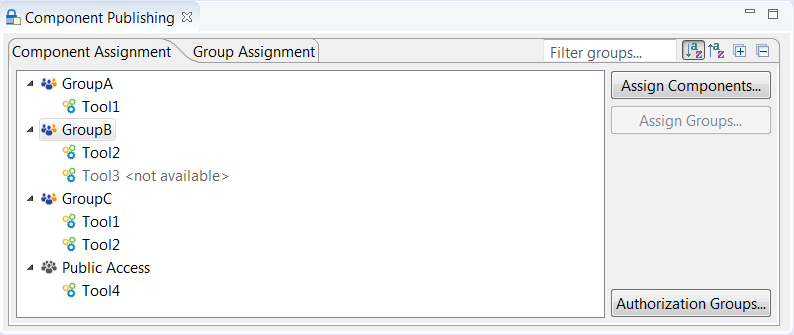 Component Publishing
Component Assignment Group Assignment Filter groups...
GroupA Assign Components...
Tool1
GroupB Assign Groups...
Tool2
Tool3 <not available>
GroupC
Tool1
Tool2
Public Access
Tool4
Authorization Groups...